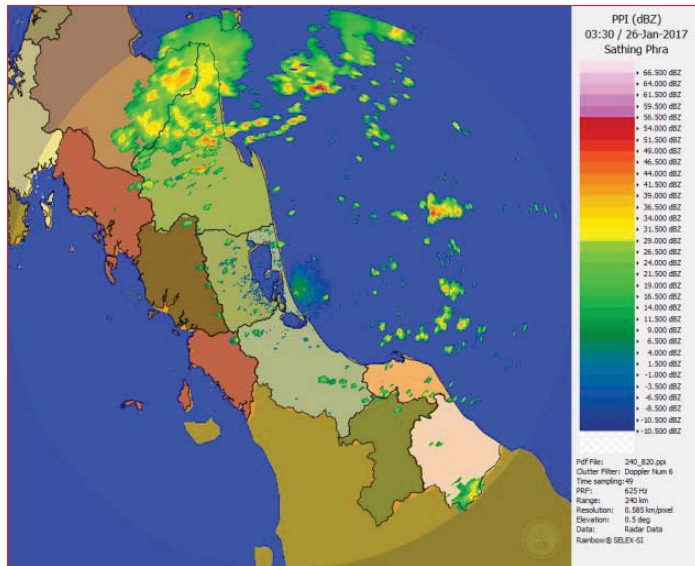 PPI (dBZ)
03:30 / 26-Jan-2017
Sathing Phra
66.500 dBZ
64.000 dBZ
61.500 dBZ
59.500 dBZ
56.500 dBZ
54.000 dBZ
51.500 dBZ
49.000 dBZ
46.500 dBZ
44.000 dBZ
41.500 dBZ
39.000 dBZ
36.500 dBZ
34.000 dBZ
31.500 dBZ
29.000 dBZ
26.500 dBZ
24.000 dBZ
21.500 dBZ
19.000 dBZ
16.500 dBZ
14.000 dBZ
11.500 dBZ
9.000 dBZ
6.500 dBZ
4.000 dBZ
1.500 dBZ
-1.000 dBZ
-3.500 dBZ
-6.000 dBZ
-8.500 dBZ
-10.500 dBZ
Pdf File: 240_820.ppi
Clutter Filter: Doppler Num 6
Time sampling: 49
PRF: 625 Hz
Range: 240 km
Resolution: 0.585 km/pixel
Elevation: 0.5 deg
Data: Radar Data
Rainbow® SELEX-SI